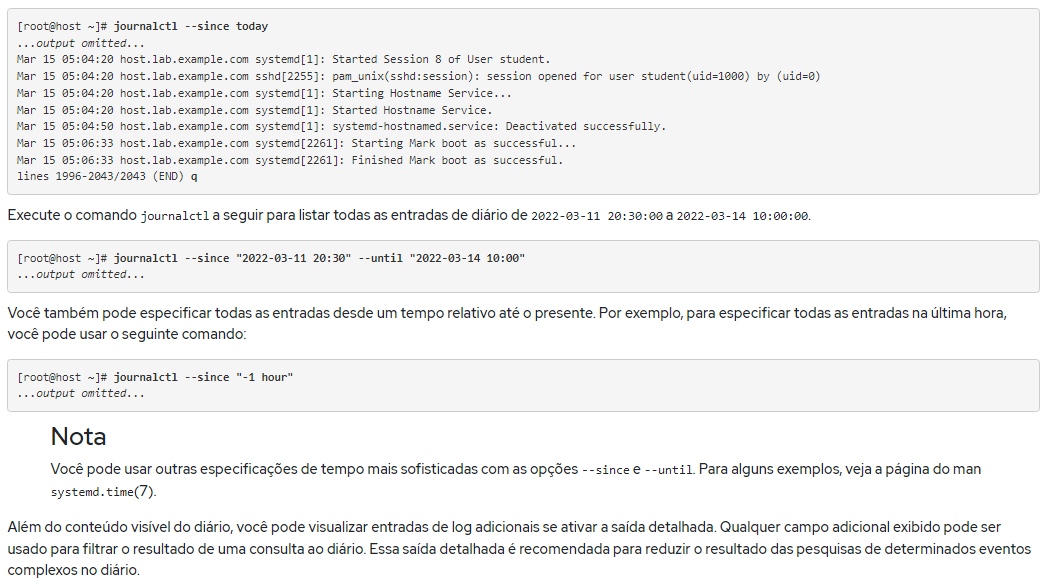 [root@host ~]# journalctl --since today
...output omitted...
Mar 15 05:04:20 host.lab.example.com systemd[1]: Started Session 8 of User student.
Mar 15 05:04:20 host.lab.example.com sshd[2255]: pam_unix(sshd:session): session opened for user student(uid=1000) by (uid=0)
Mar 15 05:04:20 host.lab.example.com systemd[1]: Starting Hostname Service...
Mar 15 05:04:20 host.lab.example.com systemd[1]: Started Hostname Service.
Mar 15 05:04:50 host.lab.example.com systemd[1]: systemd-hostnamed.service: Deactivated successfully.
Mar 15 05:06:33 host.lab.example.com systemd[2261]: Starting Mark boot as successful...
Mar 15 05:06:33 host.lab.example.com systemd[2261]: Finished Mark boot as successful.
lines 1996-2043/2043 (END) q
Execute o comando journalctl a seguir para listar todas as entradas de diário de 2022-03-11 20:30:00 a 2022-03-14 10:00:00.
[root@host ~]# journalctl --since "2022-03-11 20:30" --until "2022-03-14 10:00"
...output omitted...
Você também pode especificar todas as entradas desde um tempo relativo até o presente. Por exemplo, para especificar todas as entradas na última hora,
você pode usar o seguinte comando:
[root@host ~]# journalctl --since "-1 hour"
...output omitted...
Nota
Você pode usar outras especificações de tempo mais sofisticadas com as opções --since e --until. Para alguns exemplos, veja a página do man
systemd.time(7).
Além do conteúdo visível do diário, você pode visualizar entradas de log adicionais se ativar a saída detalhada. Qualquer campo adicional exibido pode ser
usado para filtrar o resultado de uma consulta ao diário. Essa saída detalhada é recomendada para reduzir o resultado das pesquisas de determinados eventos
complexos no diário.